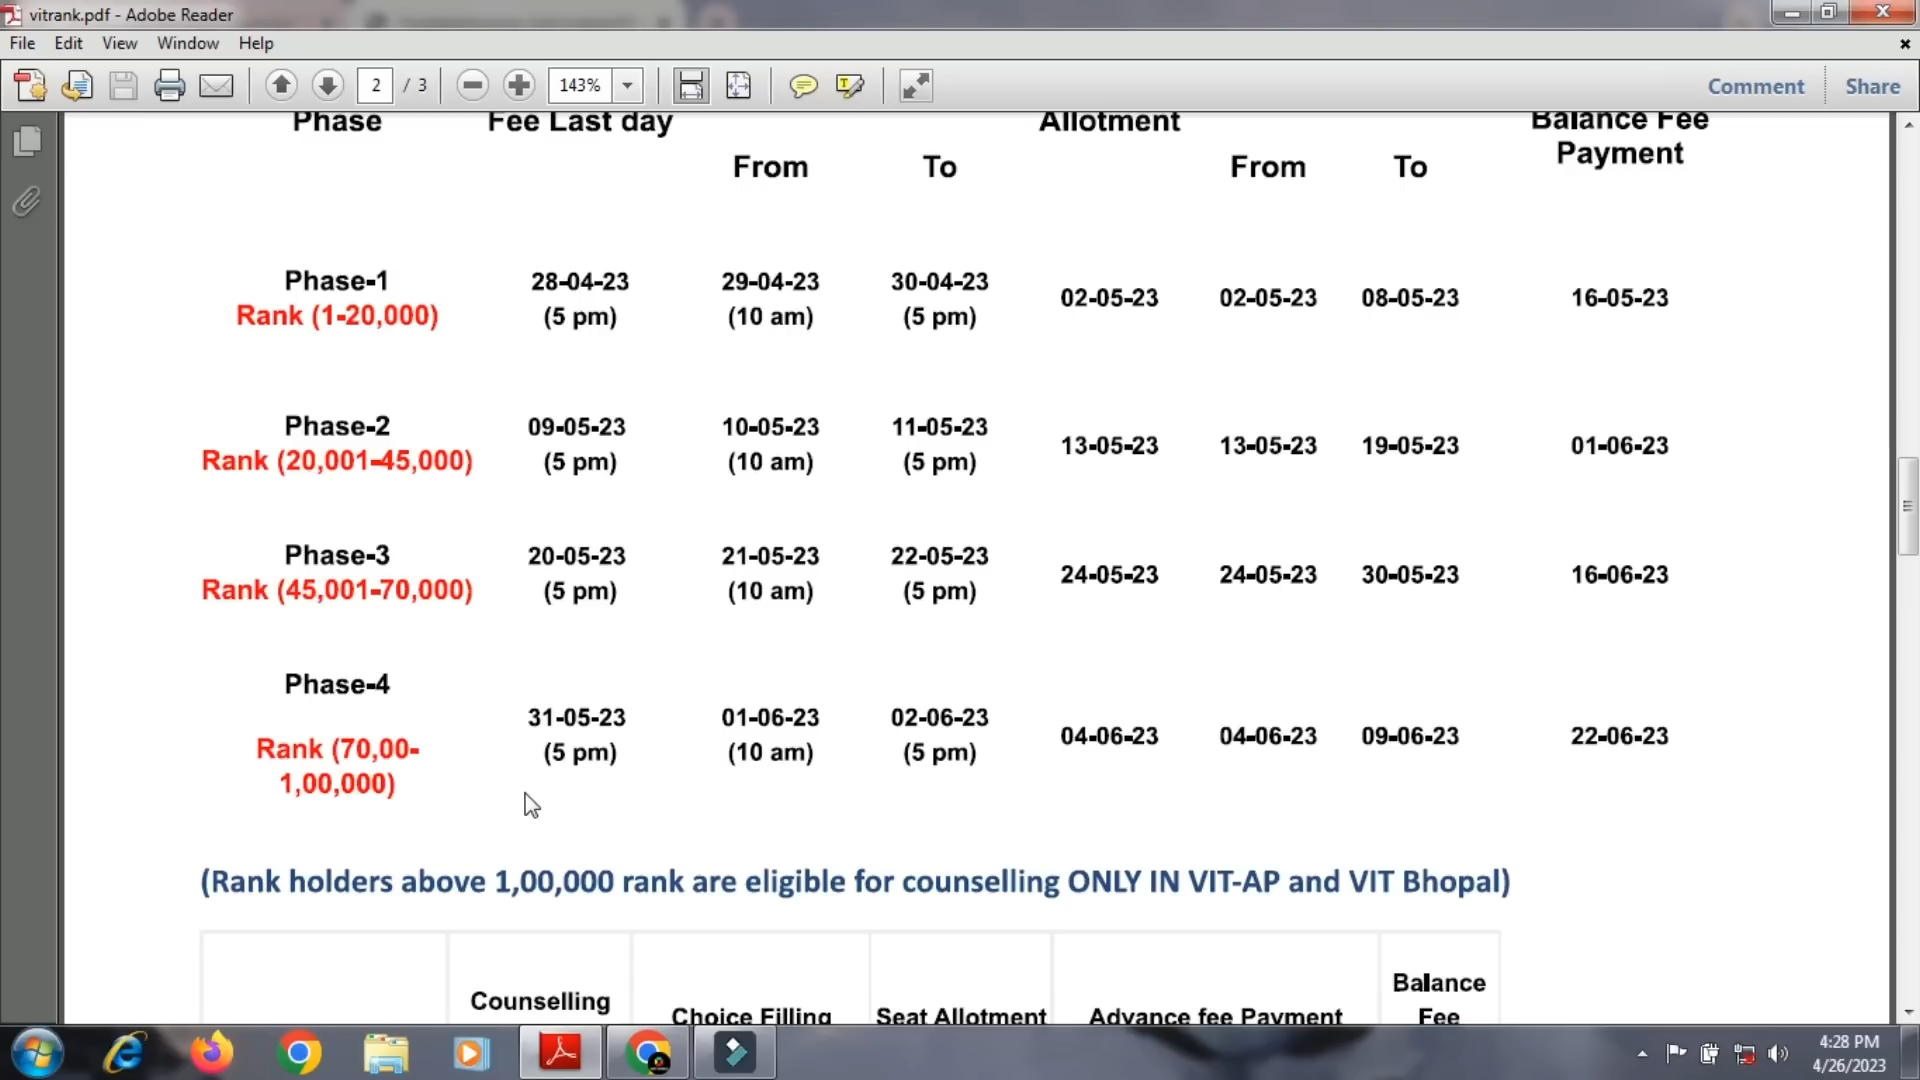 vitrank.pdf - Adobe Reader
File Edit View Window Help
2 / 3 143% Comment Share
Phase Fee Last day Allotment Balance Fee
From To From To Payment
Phase-1 28-04-23 29-04-23 30-04-23 02-05-23 02-05-23 08-05-23 16-05-23
Rank (1-20,000) (5 pm) (10 am) (5 pm)
Phase-2 09-05-23 10-05-23 11-05-23 13-05-23 13-05-23 19-05-23 01-06-23
Rank (20,001-45,000) (5 pm) (10 am) (5 pm)
Phase-3 20-05-23 21-05-23 22-05-23 24-05-23 24-05-23 30-05-23 16-06-23
Rank (45,001-70,000) (5 pm) (10 am) (5 pm)
Phase-4
31-05-23 01-06-23 02-06-23 04-06-23 04-06-23 09-06-23 22-06-23
Rank (70,00- (5 pm) (10 am) (5 pm)
1,00,000)
(Rank holders above 1,00,000 rank are eligible for counselling ONLY IN VIT-AP and VIT Bhopal)
Balance
Counselling
Choice Filling Seat Allotment Advance fee Payment Fee
4:28 PM
4/26/2023